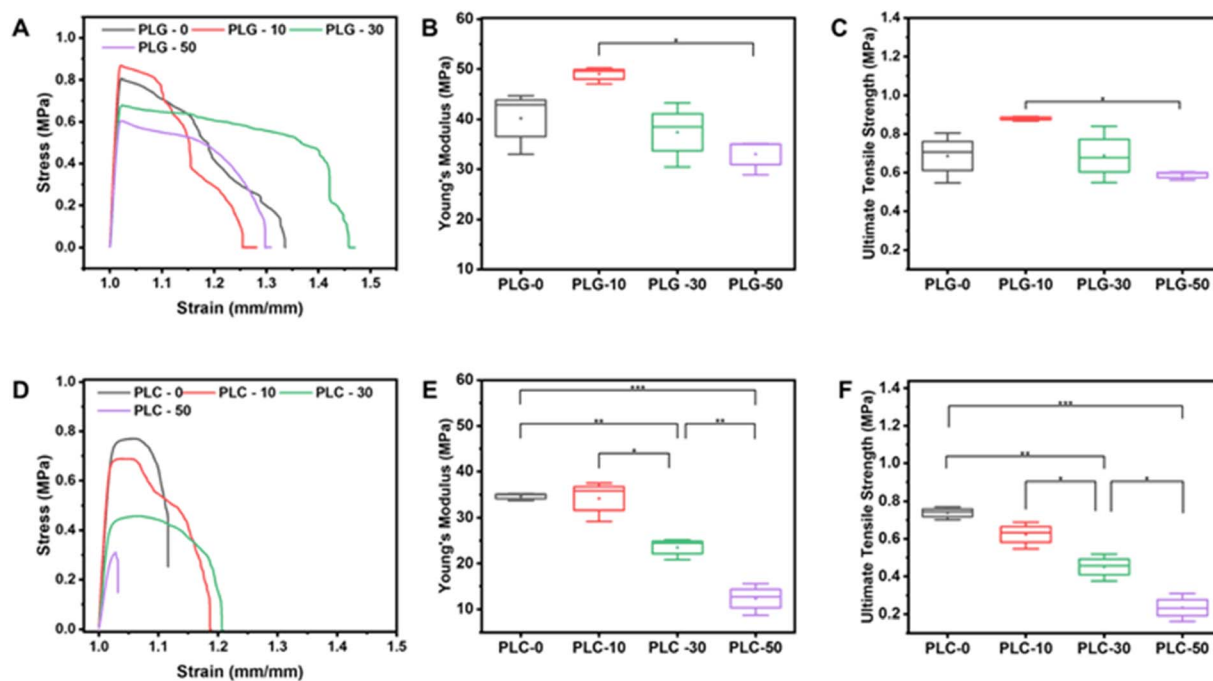 A
PLG - 0 PLG - 10 PLG - 30
PLG - 50
Stress (MPa)
1.0
0.8
0.6
0.4
0.2
0.0
1.0 1.1 1.2 1.3 1.4 1.5
Strain (mm/mm)
B
Young's Modulus (MPa)
60
50
40
30
20
10
*
PLG-0 PLG-10 PLG -30 PLG-50
C
Ultimate Tensile Strength (MPa)
1.4
1.2
1.0
0.8
0.6
0.4
0.2
*
PLG-0 PLG-10 PLG-30 PLG-50
D
PLC - 0 PLC - 10 PLC - 30
PLC - 50
Stress (MPa)
1.0
0.8
0.6
0.4
0.2
0.0
1.0 1.1 1.2 1.3 1.4 1.5
Strain (mm/mm)
E
Young's Modulus (MPa)
60
50
40
30
20
10
***
** **
*
PLC-0 PLC-10 PLC -30 PLC-50
F
Ultimate Tensile Strength (MPa)
1.4
1.2
1.0
0.8
0.6
0.4
0.2
***
**
* *
PLC-0 PLC-10 PLC-30 PLC-50